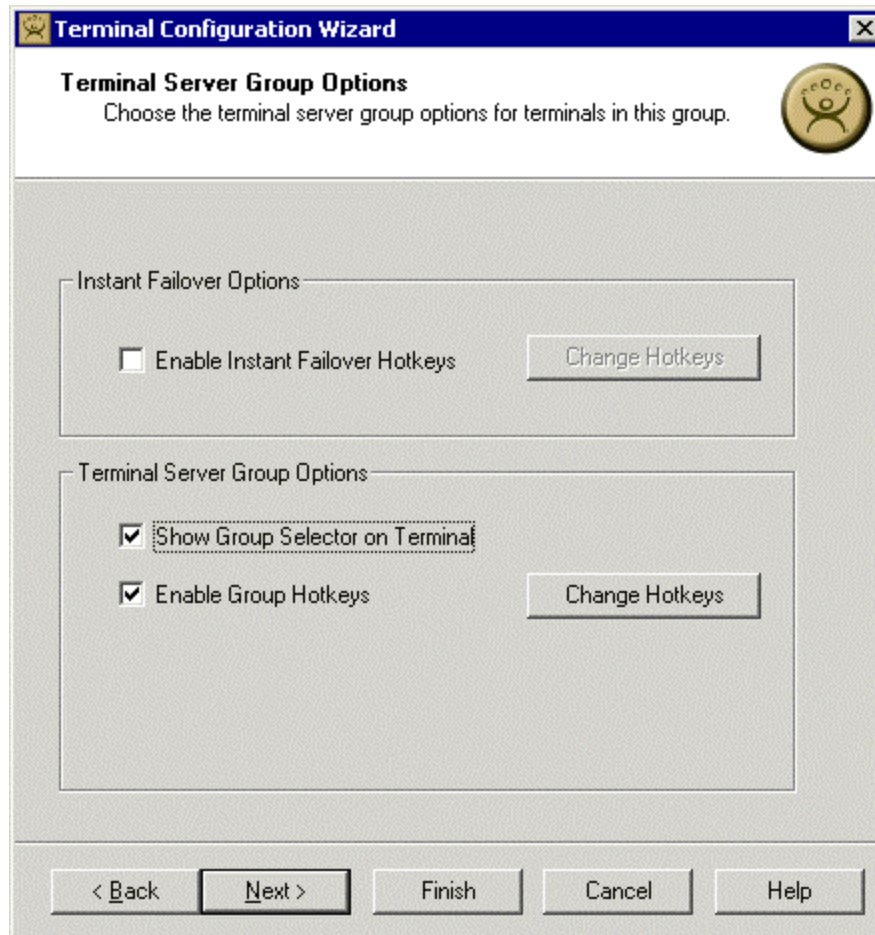 Terminal Configuration Wizard
Terminal Server Group Options
Choose the terminal server group options for terminals in this group.
Instant Failover Options
Enable Instant Failover Hotkeys
Change Hotkeys
Terminal Server Group Options
Show Group Selector on Terminal
Enable Group Hotkeys
Change Hotkeys
< Back
Next >
Finish
Cancel
Help